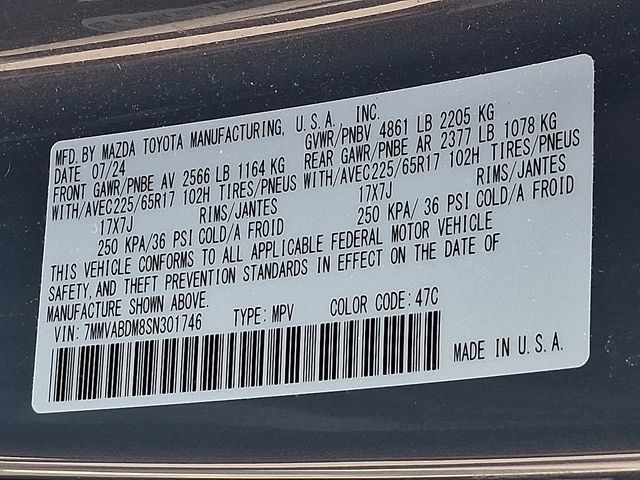 MFD. BY MAZDA TOYOTA MANUFACTURING, U.S.A. INC.
DATE 07/24 GVWR/PNBV 4861 LB 2205 KG
FRONT GAWR/PNBE AV 2566 LB 1164 KG REAR GAWR/PNBE AR 2377 LB 1078 KG
WITH/AVEC225/65R17 102H TIRES/PNEUS WITH/AVEC225/65R17 102H TIRES/PNEUS
17X7J RIMS/JANTES 17X7J RIMS/JANTES
250 KPA/36 PSI COLD/A FROID 250 KPA/ 36 PSI COLD/A FROID
THIS VEHICLE CONFORMS TO ALL APPLICABLE FEDERAL MOTOR VEHICLE
SAFETY, AND THEFT PREVENTION STANDARDS IN EFFECT ON THE DATE OF
MANUFACTURE SHOWN ABOVE.
VIN: 7MMVABDM8SN301746 TYPE: MPV COLOR CODE: 47C
MADE IN U.S.A.